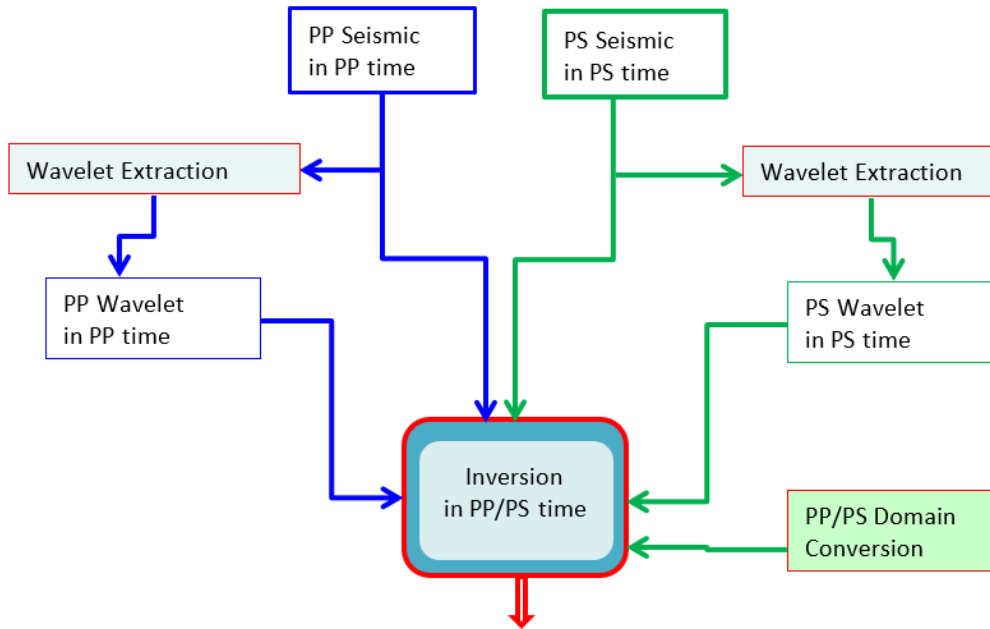 PP Seismic
in PP time
PS Seismic
in PS time
Wavelet Extraction
Wavelet Extraction
PP Wavelet
in PP time
PS Wavelet
in PS time
Inversion
in PP/PS time
PP/PS Domain
Conversion